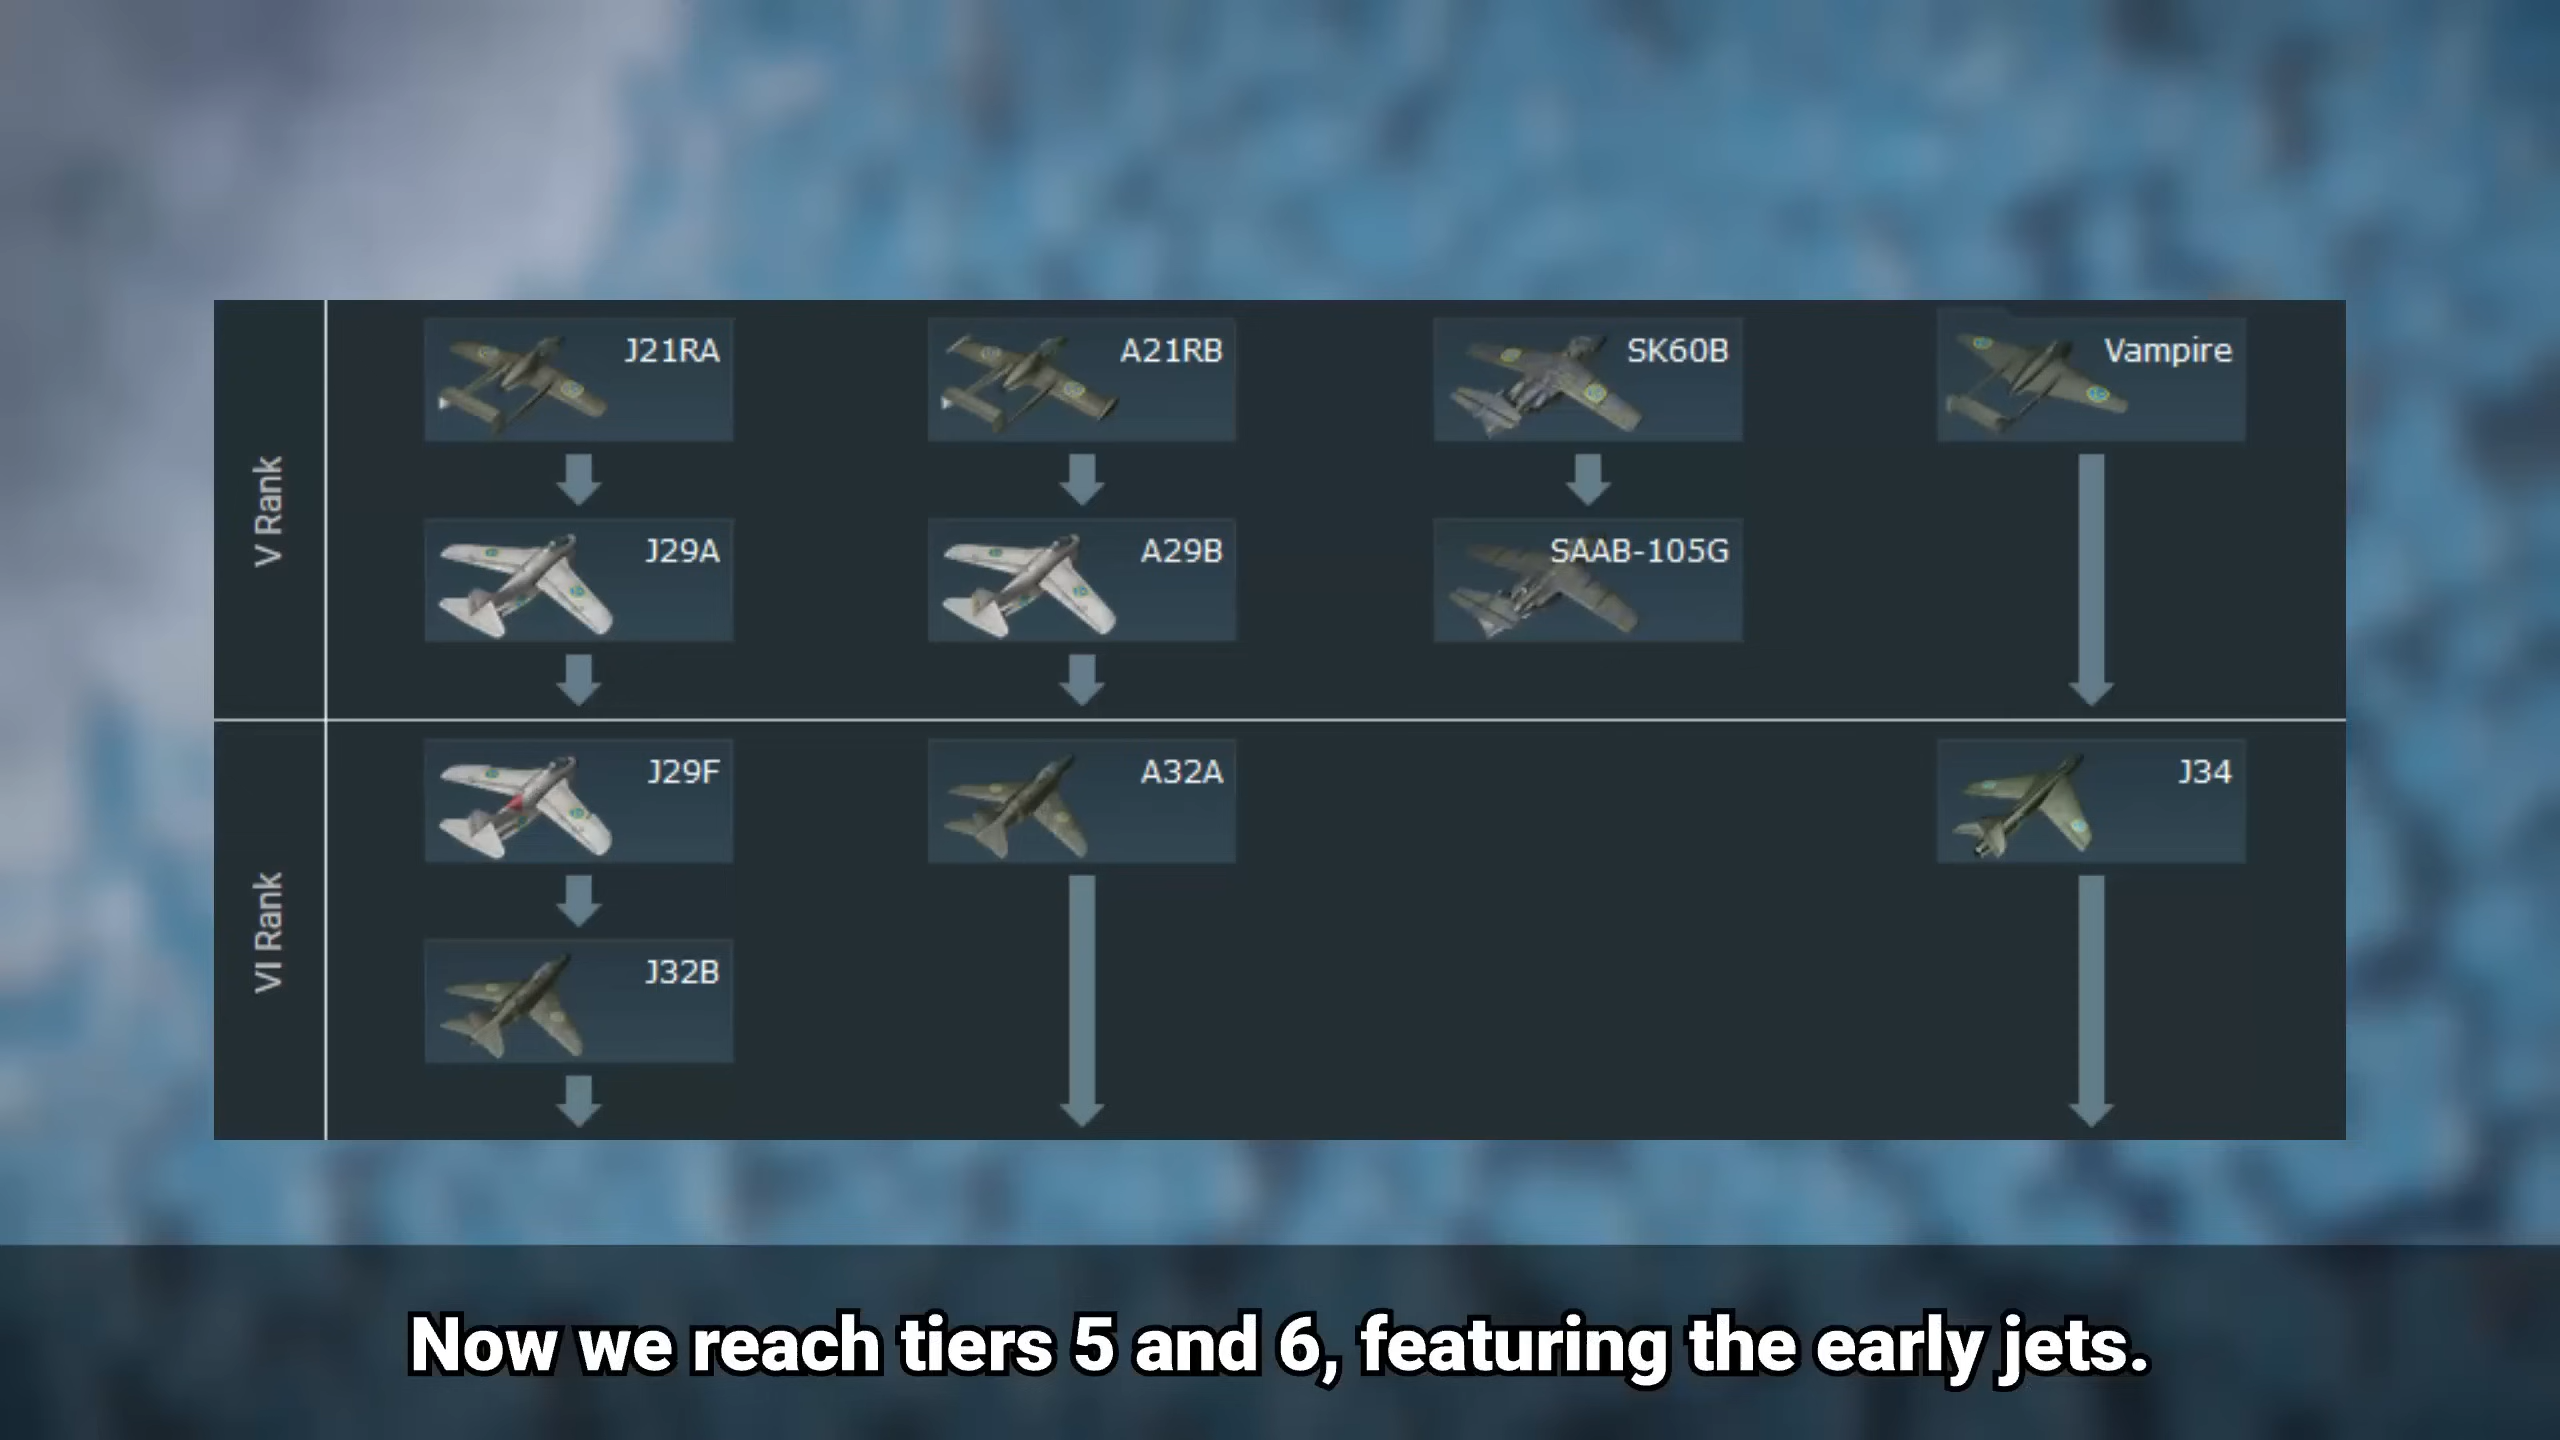 J21RA
A21RB
SK60B
Vampire
V Rank
J29A
A29B
SAAB-105G
J29F
A32A
J34
VI Rank
J32B
Now we reach tiers 5 and 6, featuring the early jets.